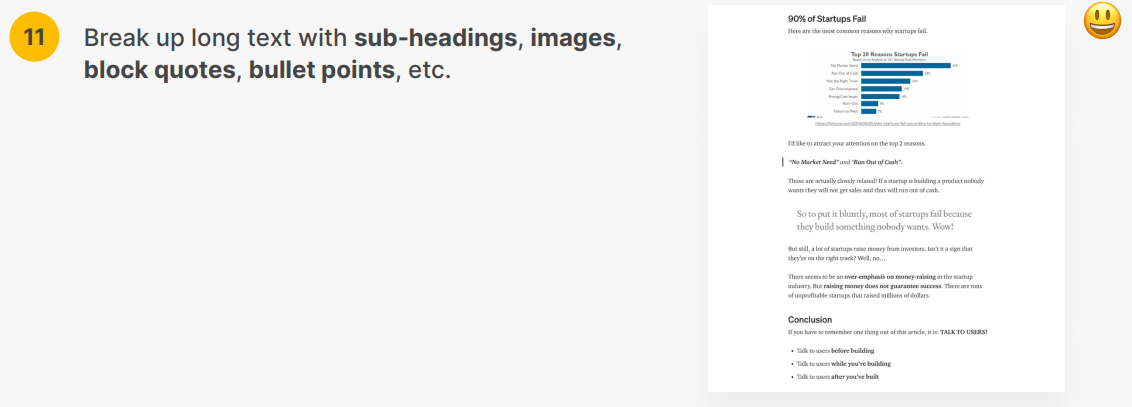 11
Break up long text with sub-headings, images,
block quotes, bullet points, etc.
90% of Startups Fail
Here are the most common reasons why startups fail.
Top 20 Reasons Startups Fail
No Market Need
Ran Out of Cash
Not the Right Team
Get Outcompeted
Pricing/Cost Issues
Burn Out
Failure to Pivot
I'd like to attract your attention on the top 2 reasons.
"No Market Need" and "Ran Out of Cash".
Those are actually closely related! If a startup is building a product nobody
wants they will not get sales and thus will run out of cash.
So to put it bluntly, most of startups fail because
they build something nobody wants. Wow!
But still, a lot of startups raise money from investors. Isn't it a sign that
they're on the right track? Well, no…
There seems to be an over-emphasis on money-raising in the startup
industry. But raising money does not guarantee success. There are tons
of unprofitable startups that raised millions of dollars.
Conclusion
If you have to remember one thing out of this article, it is: TALK TO USERS!
• Talk to users before building
• Talk to users while you're building
• Talk to users after you've built